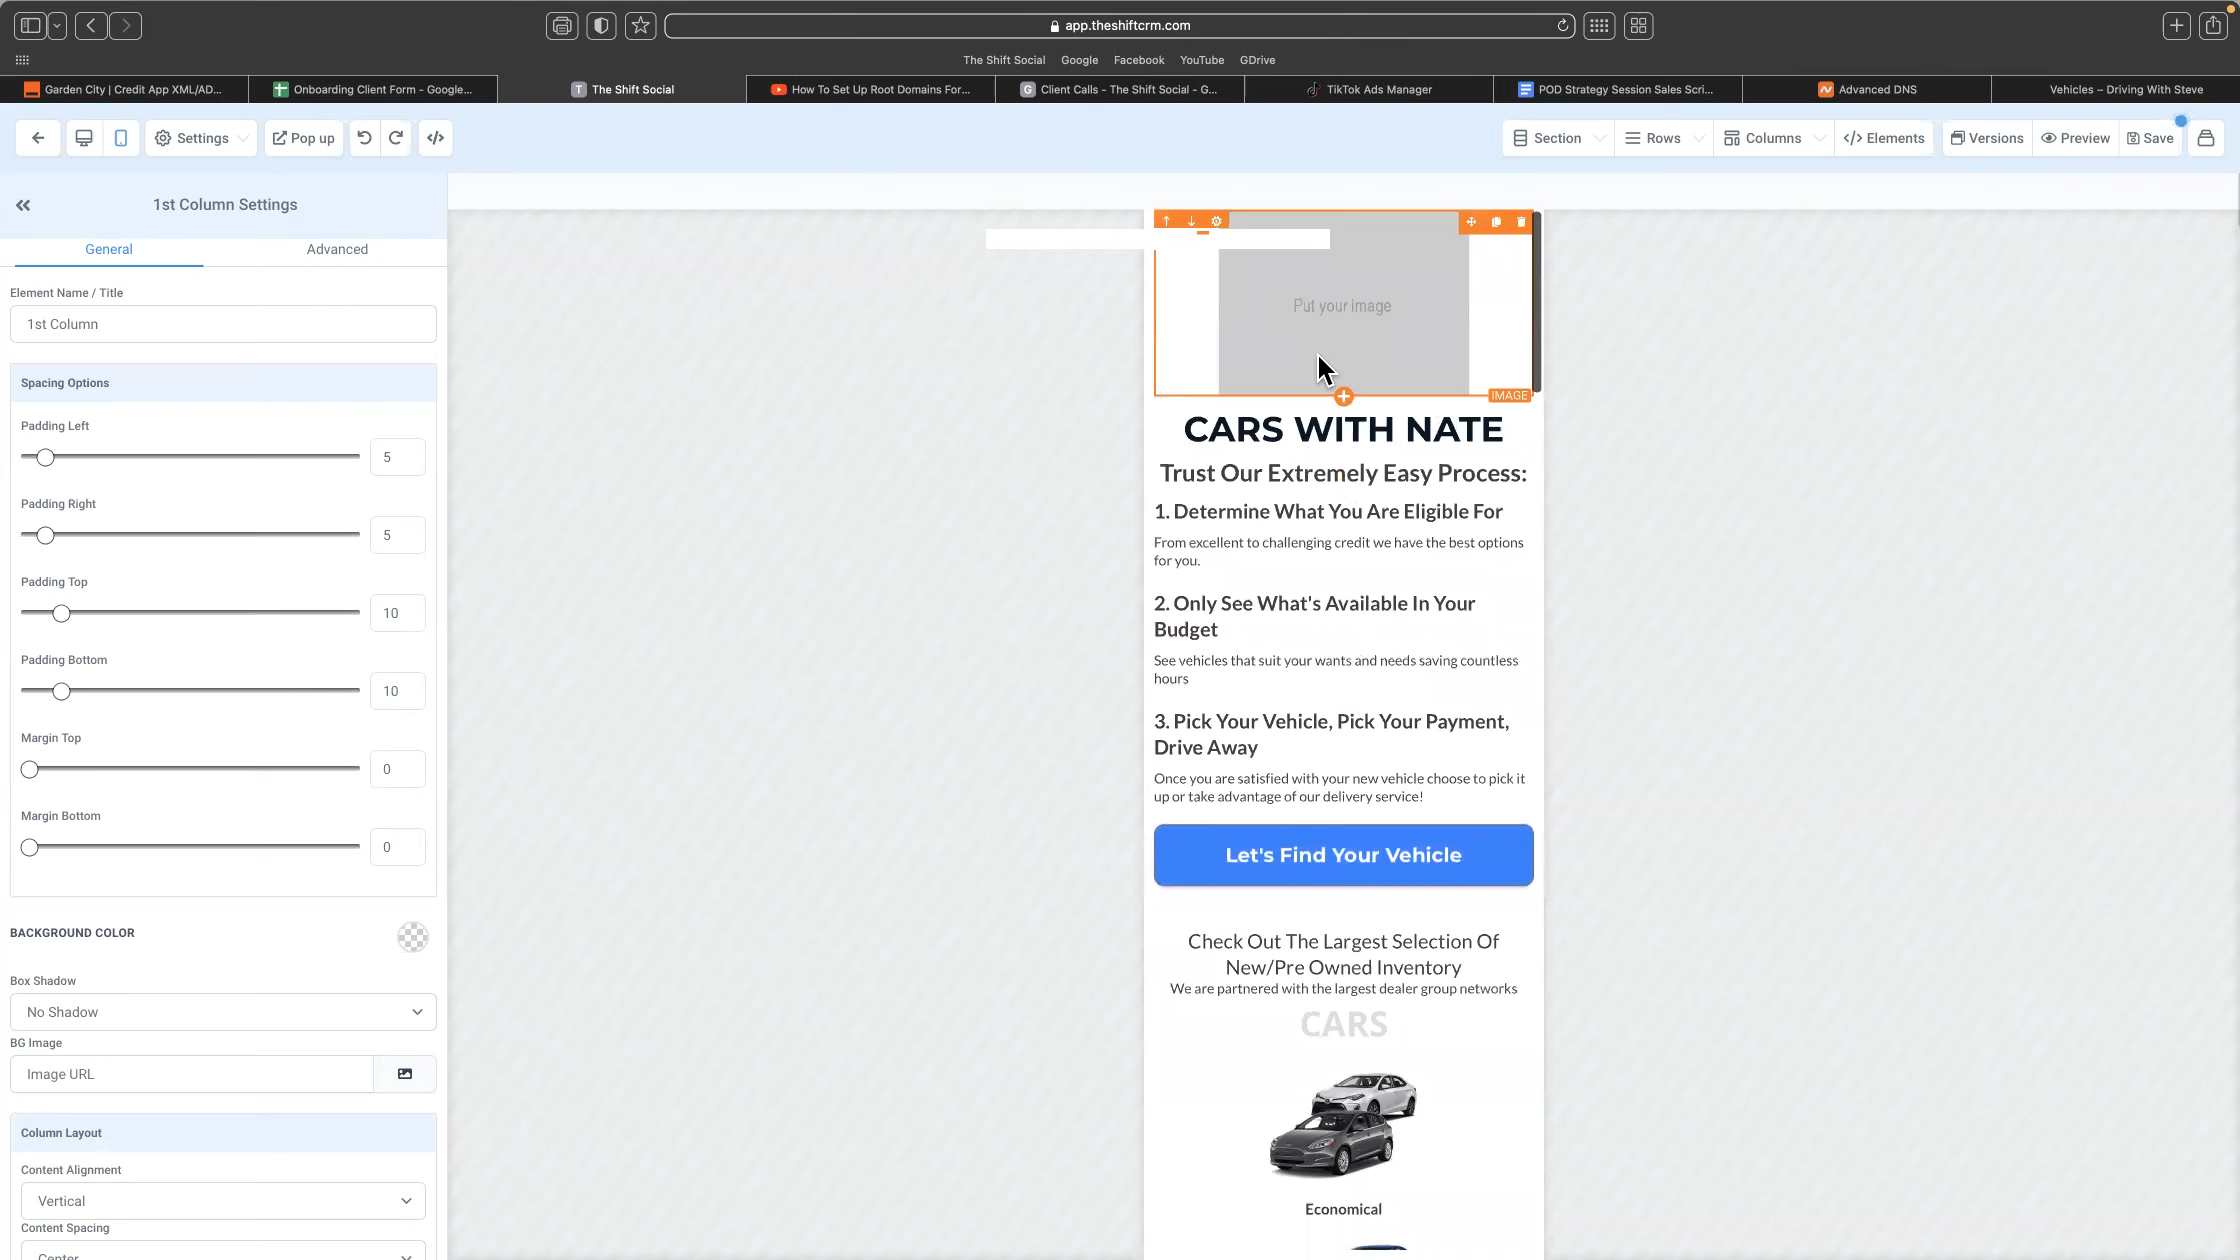 app.theshiftcrm.com
The Shift Social Google Facebook YouTube GDrive
Garden City | Credit App XML/AD...
Onboarding Client Form - Google...
The Shift Social
How To Set Up Root Domains For...
Client Calls - The Shift Social - G...
TikTok Ads Manager
POD Strategy Session Sales Scri...
Advanced DNS
Vehicles – Driving With Steve
Settings
Pop up
Section
Rows
Columns
Elements
Versions
Preview
Save
1st Column Settings
General Advanced
Element Name / Title
1st Column
Spacing Options
Padding Left
5
Padding Right
5
Padding Top
10
Padding Bottom
10
Margin Top
0
Margin Bottom
0
BACKGROUND COLOR
Box Shadow
No Shadow
BG Image
Image URL
Column Layout
Content Alignment
Vertical
Content Spacing
Center
Put your image
IMAGE
CARS WITH NATE
Trust Our Extremely Easy Process:
1. Determine What You Are Eligible For
From excellent to challenging credit we have the best options
for you.
2. Only See What's Available In Your
Budget
See vehicles that suit your wants and needs saving countless
hours
3. Pick Your Vehicle, Pick Your Payment,
Drive Away
Once you are satisfied with your new vehicle choose to pick it
up or take advantage of our delivery service!
Let's Find Your Vehicle
Check Out The Largest Selection Of
New/Pre Owned Inventory
We are partnered with the largest dealer group networks
CARS
Economical